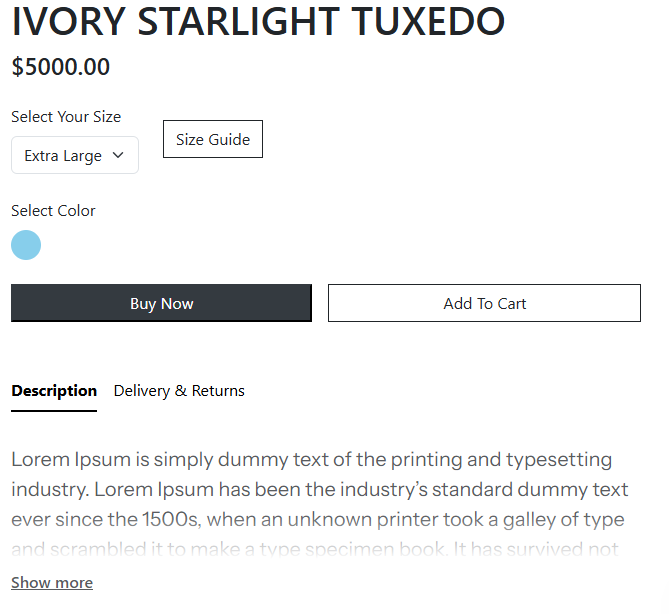 IVORY STARLIGHT TUXEDO
$5000.00
Select Your Size
Extra Large
Size Guide
Select Color
Buy Now
Add To Cart
Description
Delivery & Returns
Lorem Ipsum is simply dummy text of the printing and typesetting
industry. Lorem Ipsum has been the industry’s standard dummy text
ever since the 1500s, when an unknown printer took a galley of type
and scrambled it to make a type specimen book. It has survived not
Show more